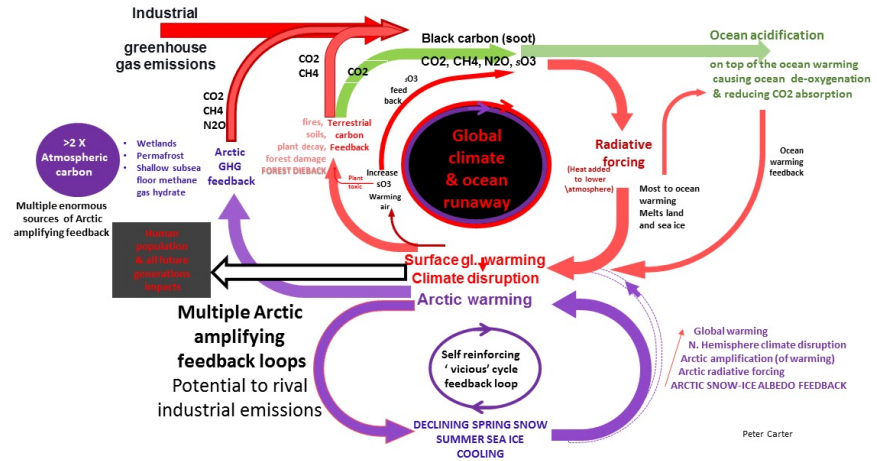 Industrial
greenhouse
gas emissions
Black carbon (soot)
CO2, CH4, N2O, sO3
Ocean acidification
on top of the ocean warming
causing ocean de-oxygenation
& reducing CO2 absorption
CO2
CH4
CO2
sO3
feed
back
CO2
CH4
N2O
>2 X
Atmospheric
carbon
• Wetlands
• Permafrost
• Shallow subsea
floor methane
gas hydrate
Arctic
GHG
feedback
fires,
soils,
plant decay,
forest damage
FOREST DIEBACK
Terrestrial
carbon
Feedback
Plant
toxic
Increase
sO3
Warming
air
Global
climate
& ocean
runaway
Radiative
forcing
(Heat added
to lower
\atmosphere)
Most to ocean
warming
Melts land
and sea ice
Ocean
warming
feedback
Multiple enormous
sources of Arctic
amplifying feedback
Human
population
& all future
generations
impacts
Surface gl.. warming
Climate disruption
Arctic warming
Multiple Arctic
amplifying
feedback loops
Potential to rival
industrial emissions
Self reinforcing
‘ vicious’ cycle
feedback loop
Global warming
N. Hemisphere climate disruption
Arctic amplification (of warming)
Arctic radiative forcing
ARCTIC SNOW-ICE ALBEDO FEEDBACK
DECLINING SPRING SNOW
SUMMER SEA ICE
COOLING
Peter Carter